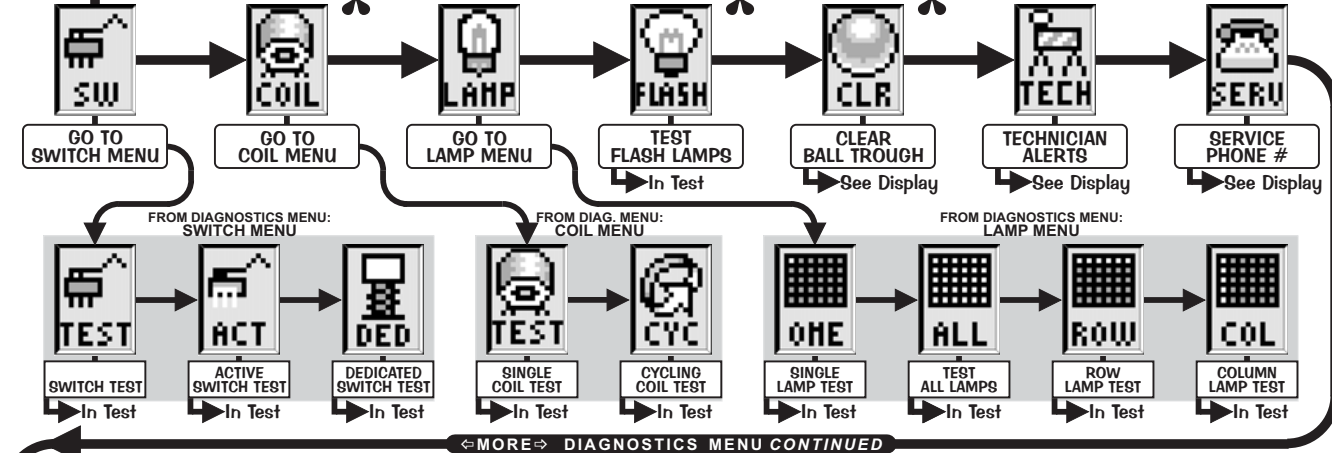 SW
COIL
LAMP
FLASH
CLR
TECH
SERV
GO TO
SWITCH MENU
GO TO
COIL MENU
GO TO
LAMP MENU
TEST
FLASH LAMPS
In Test
CLEAR
BALL TROUGH
See Display
TECHNICIAN
ALERTS
See Display
SERVICE
PHONE #
See Display
FROM DIAGNOSTICS MENU:
SWITCH MENU
FROM DIAG. MENU:
COIL MENU
FROM DIAGNOSTICS MENU:
LAMP MENU
TEST
ACT
DED
TEST
CYC
ONE
ALL
ROW
COL
SWITCH TEST
In Test
ACTIVE
SWITCH TEST
In Test
DEDICATED
SWITCH TEST
In Test
SINGLE
COIL TEST
In Test
CYCLING
COIL TEST
In Test
SINGLE
LAMP TEST
In Test
TEST
ALL LAMPS
In Test
ROW
LAMP TEST
In Test
COLUMN
LAMP TEST
In Test
⇦MORE⇨ DIAGNOSTICS MENU CONTINUED